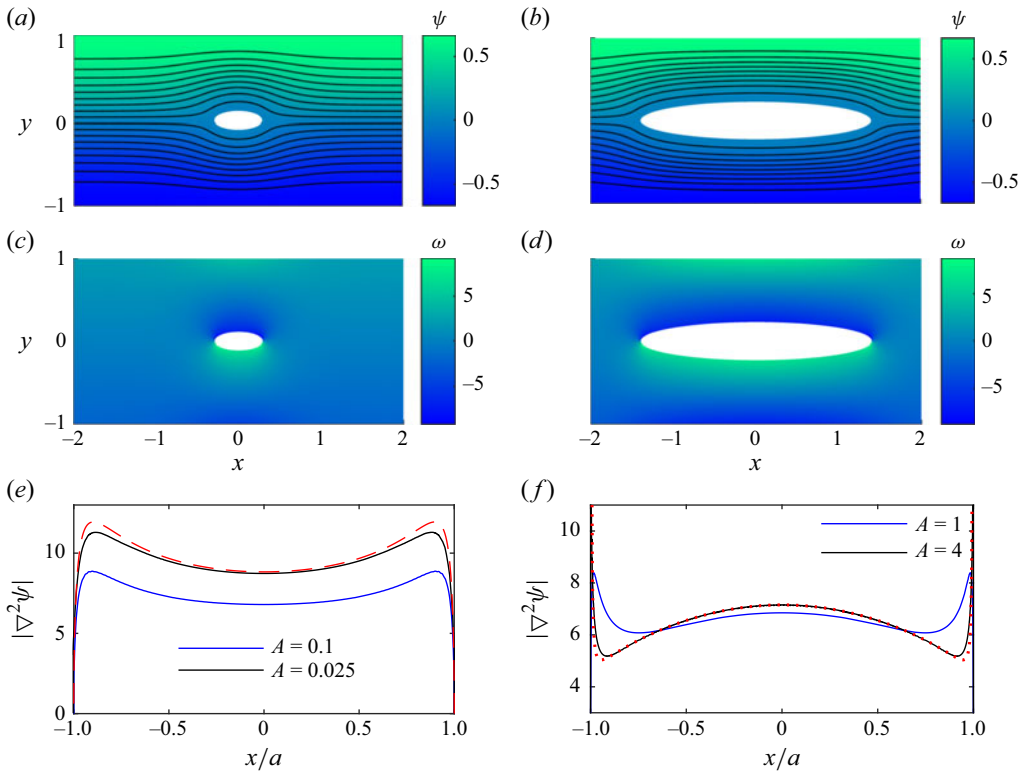 (a) ψ (b) ψ
1 0.5 0.5
y 0 0 0
−1 −0.5 −0.5
(c) ω (d) ω
1 5 5
y 0 0 0
−1 −5 −5
−2 −1 0 1 2 −2 −1 0 1 2
x x
(e) (f)
10 5 0
|∇²ψ|
A = 0.1
A = 0.025
−1.0 −0.5 0 0.5 1.0
x/a
10 8 6 4
|∇²ψ|
A = 1
A = 4
−1.0 −0.5 0 0.5 1.0
x/a